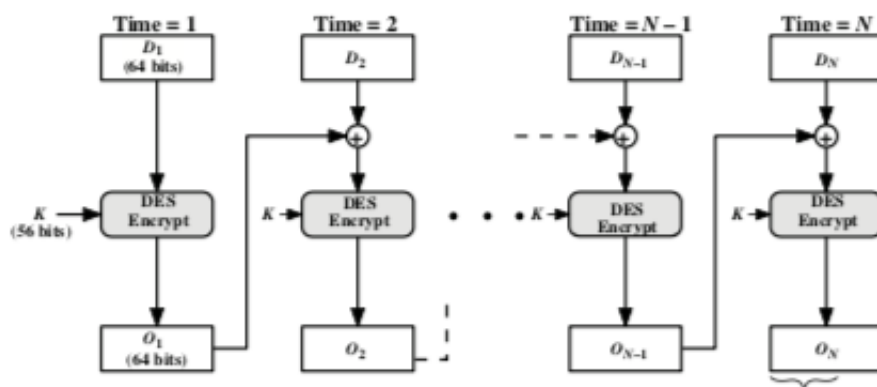 Time = 1
Time = 2
Time = N – 1
Time = N
D1
(64 bits)
D2
DN–1
DN
+
+
+
K
(56 bits)
DES
Encrypt
K
DES
Encrypt
• • •
K
DES
Encrypt
K
DES
Encrypt
O1
(64 bits)
O2
ON–1
ON